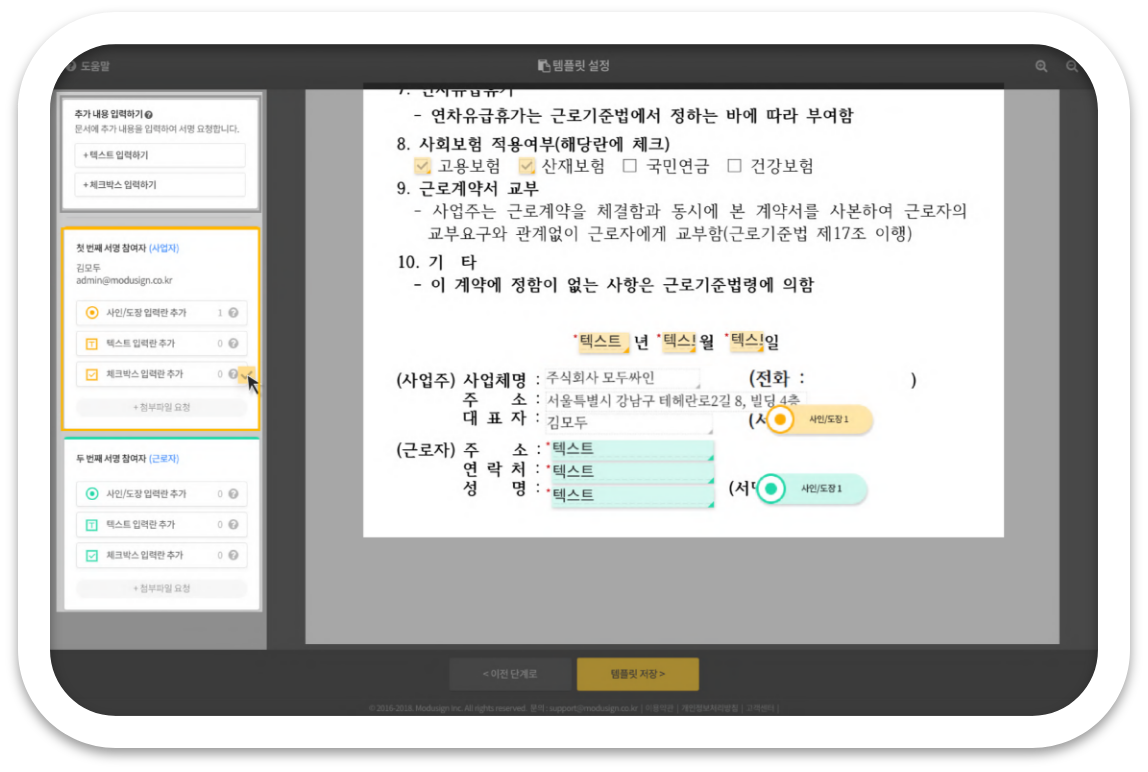 도움말
템플릿 설정
추가 내용 입력하기
문서에 추가 내용을 입력하여 서명 요청합니다.
+텍스트 입력하기
+체크박스 입력하기
첫 번째 서명 참여자 (사업자)
김모두
admin@modusign.co.kr
사인/도장 입력란 추가 1
텍스트 입력란 추가 0
체크박스 입력란 추가 0
+ 첨부파일 요청
두 번째 서명 참여자 (근로자)
사인/도장 입력란 추가 0
텍스트 입력란 추가 0
체크박스 입력란 추가 0
+ 첨부파일 요청
7. 연차유급휴가
- 연차유급휴가는 근로기준법에서 정하는 바에 따라 부여함
8. 사회보험 적용여부(해당란에 체크)
고용보험 산재보험 □ 국민연금 □ 건강보험
9. 근로계약서 교부
- 사업주는 근로계약을 체결함과 동시에 본 계약서를 사본하여 근로자의
교부요구와 관계없이 근로자에게 교부함(근로기준법 제17조 이행)
10. 기 타
- 이 계약에 정함이 없는 사항은 근로기준법령에 의함
*텍스트 년 *텍스 월 *텍스 일
(사업주) 사업체명 : 주식회사 모두싸인 (전화 : )
주 소 : 서울특별시 강남구 테헤란로2길 8, 빌딩 4층
대 표 자 : 김모두 ( 사인/도장 1
(근로자) 주 소 : *텍스트
연 락 처 : *텍스트
성 명 : *텍스트 (서 사인/도장 1
< 이전 단계로
템플릿 저장 >
© 2016-2018. Modusign Inc. All rights reserved. 문의 : support@modusign.co.kr | 이용약관 | 개인정보처리방침 | 고객센터 |